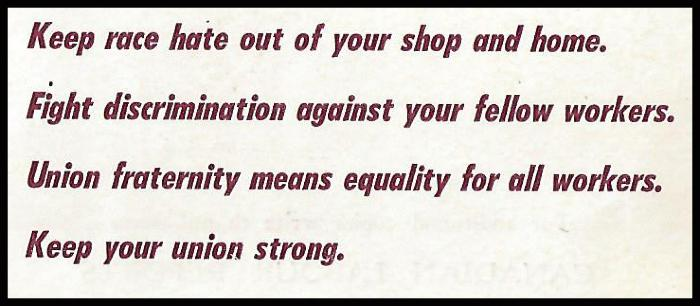 Keep race hate out of your shop and home.
Fight discrimination against your fellow workers.
Union fraternity means equality for all workers.
Keep your union strong.